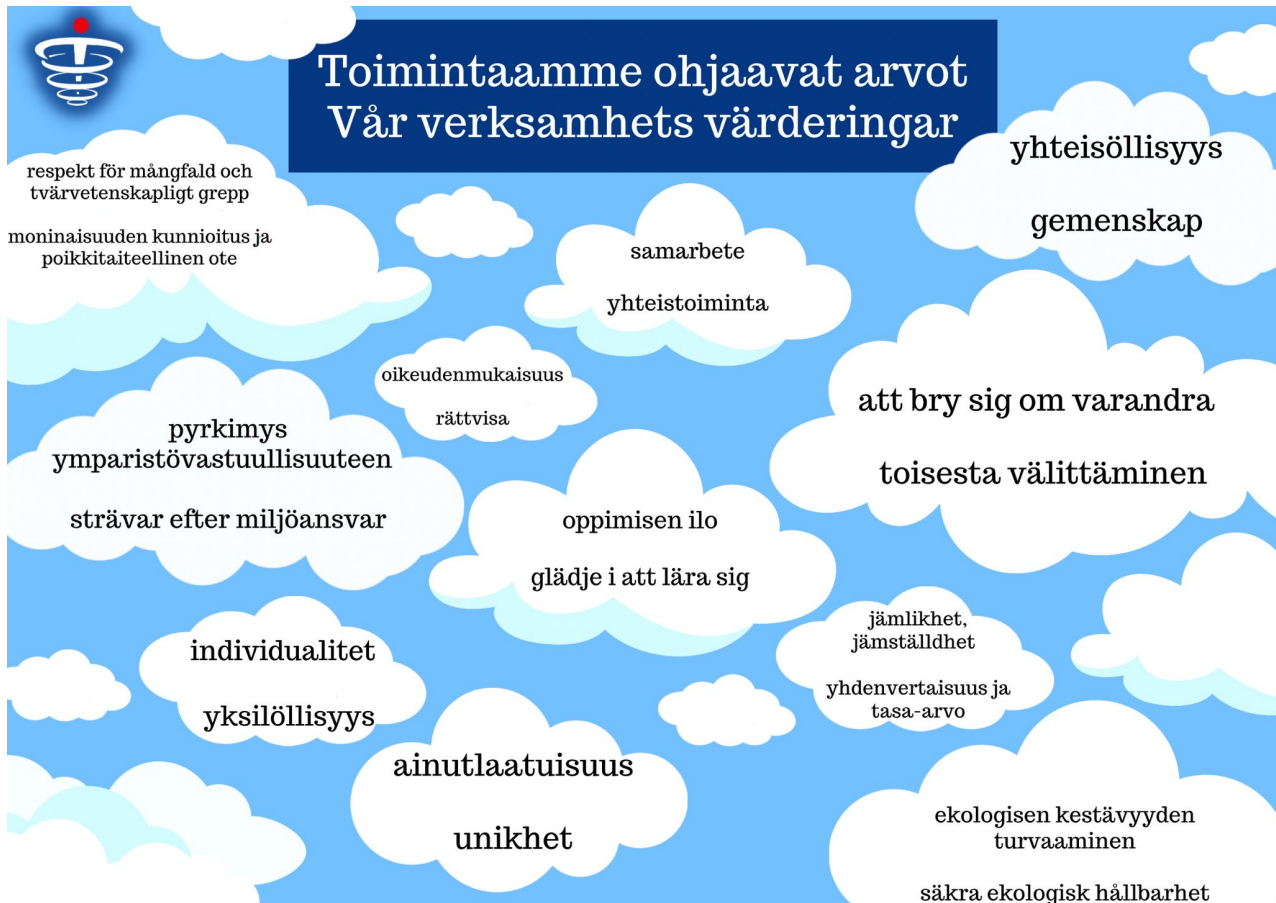 Toimintaamme ohjaavat arvot
Vår verksamhets värderingar
respekt för mångfald och
tvärvetenskapligt grepp
moninaisuuden kunnioitus ja
poikkitaiteellinen ote
samarbete
yhteistoiminta
yhteisöllisyys
gemenskap
oikeudenmukaisuus
rättvisa
att bry sig om varandra
toisesta välittäminen
pyrkimys
ymparistövastuullisuuteen
strävar efter miljöansvar
oppimisen ilo
glädje i att lära sig
individualitet
yksilöllisyys
jämlikhet,
jämställdhet
yhdenvertaisuus ja
tasa-arvo
ainutlaatuisuus
unikhet
ekologisen kestävyyden
turvaaminen
säkra ekologisk hållbarhet